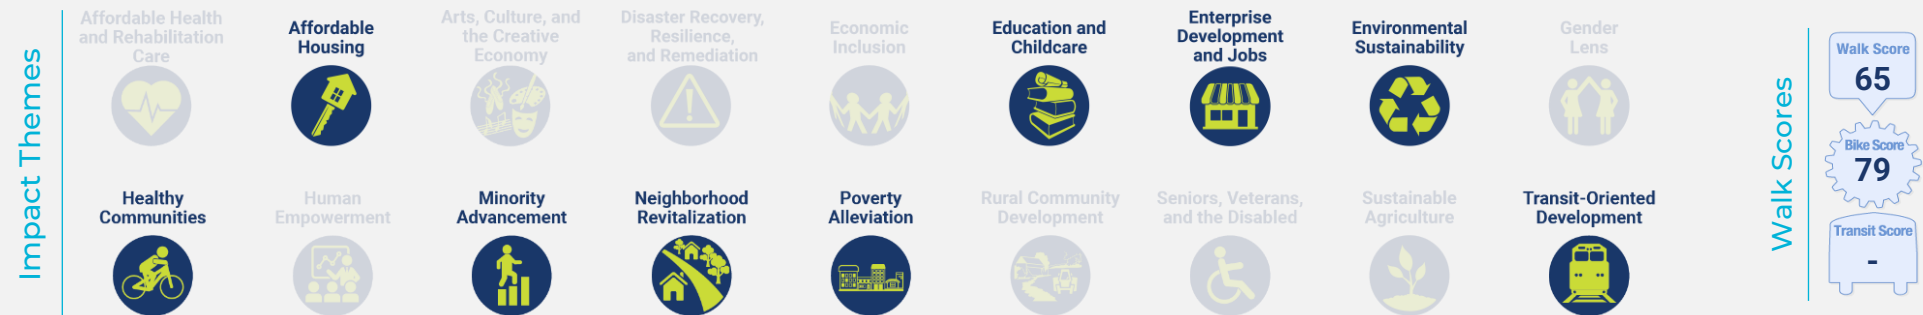 Impact Themes
Affordable Health
and Rehabilitation
Care
Affordable
Housing
Arts, Culture, and
the Creative
Economy
Disaster Recovery,
Resilience,
and Remediation
Economic
Inclusion
Education and
Childcare
Enterprise
Development
and Jobs
Environmental
Sustainability
Gender
Lens
Healthy
Communities
Human
Empowerment
Minority
Advancement
Neighborhood
Revitalization
Poverty
Alleviation
Rural Community
Development
Seniors, Veterans,
and the Disabled
Sustainable
Agriculture
Transit-Oriented
Development
Walk Scores
Walk Score
65
Bike Score
79
Transit Score
-